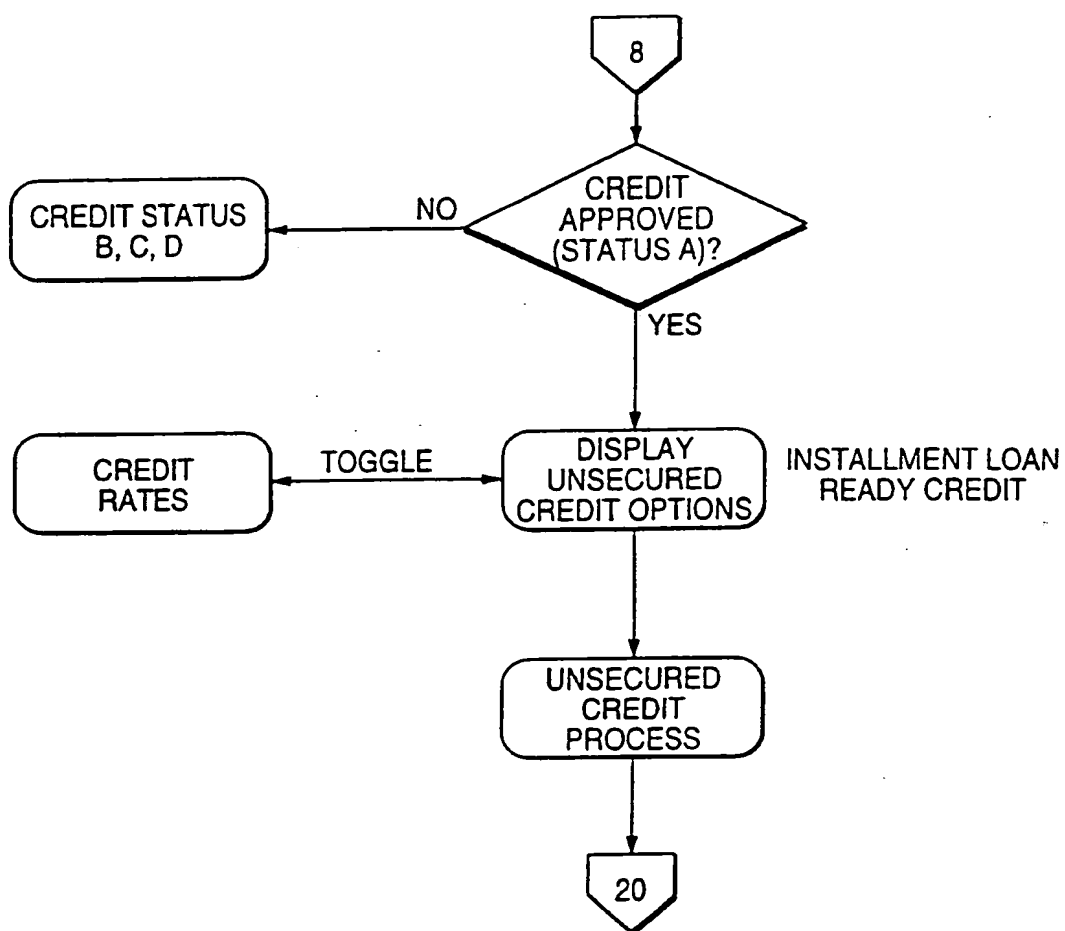 8
CREDIT
APPROVED
(STATUS A)?
NO
CREDIT STATUS
B, C, D
YES
CREDIT
RATES
TOGGLE
DISPLAY
UNSECURED
CREDIT OPTIONS
INSTALLMENT LOAN
READY CREDIT
UNSECURED
CREDIT
PROCESS
20